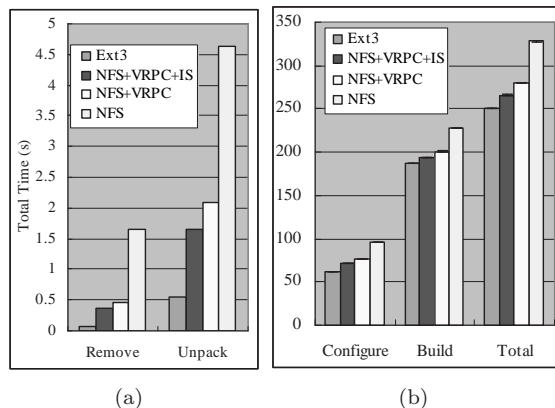 Total Time (s)
5
4.5
4
3.5
3
2.5
2
1.5
1
0.5
0
Ext3
NFS+VRPC+IS
NFS+VRPC
NFS
Remove
Unpack
(a)
350
300
250
200
150
100
50
0
Ext3
NFS+VRPC+IS
NFS+VRPC
NFS
Configure
Build
Total
(b)